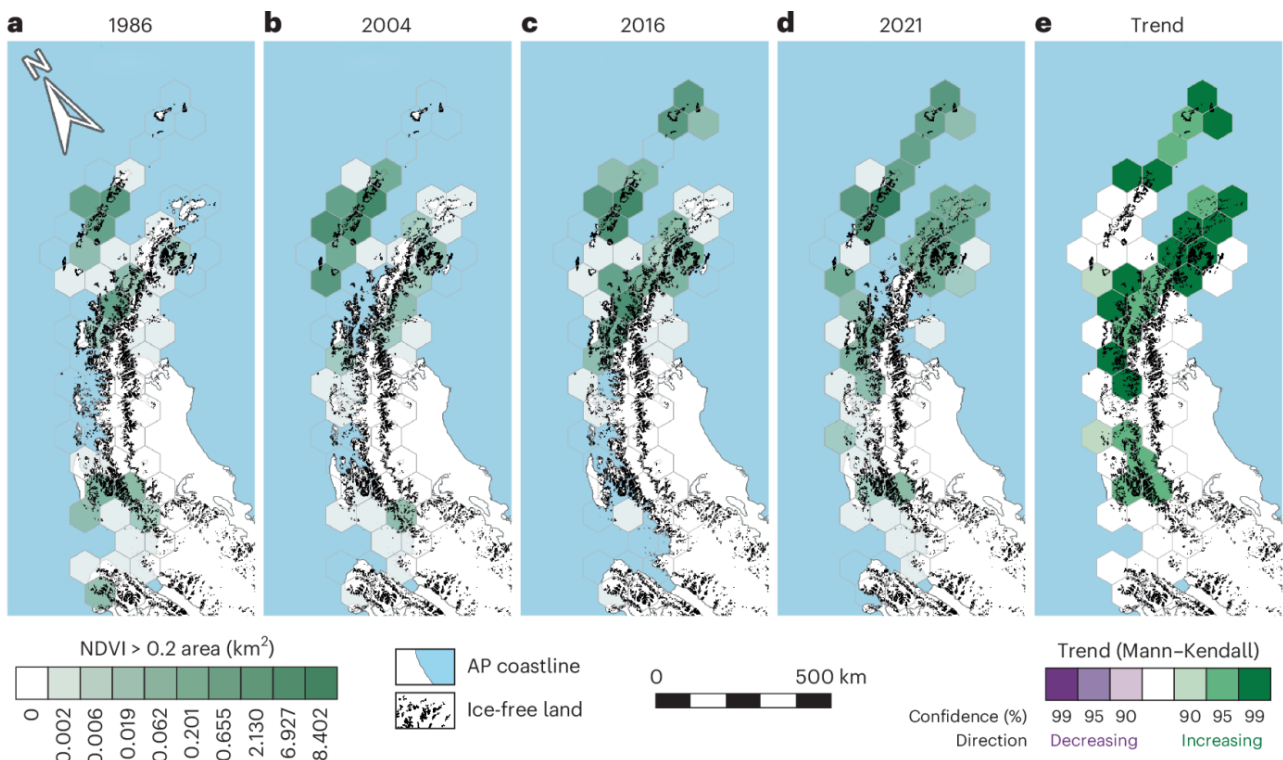 a 1986
b 2004
c 2016
d 2021
e Trend
N
NDVI > 0.2 area (km²)
0
0.002
0.006
0.019
0.062
0.201
0.655
2.130
6.927
8.402
AP coastline
Ice-free land
0 500 km
Trend (Mann–Kendall)
Confidence (%) 99 95 90 90 95 99
Direction Decreasing Increasing